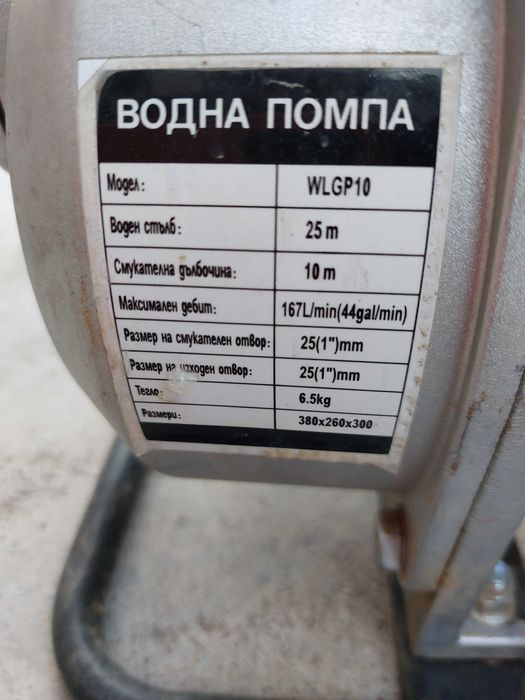 ВОДНА ПОМПА
Модел: WLGP10
Воден стълб: 25 m
Смукателна дълбочина: 10 m
Максимален дебит: 167L/min(44gal/min)
Размер на смукателен отвор: 25(1")mm
Размер на изходен отвор: 25(1")mm
Тегло: 6.5kg
Размери: 380x260x300